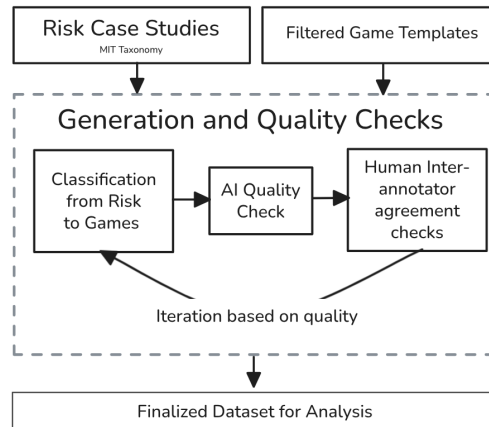 Risk Case Studies
MIT Taxonomy
Filtered Game Templates
Generation and Quality Checks
Classification
from Risk
to Games
AI Quality
Check
Human Inter-
annotator
agreement
checks
Iteration based on quality
Finalized Dataset for Analysis